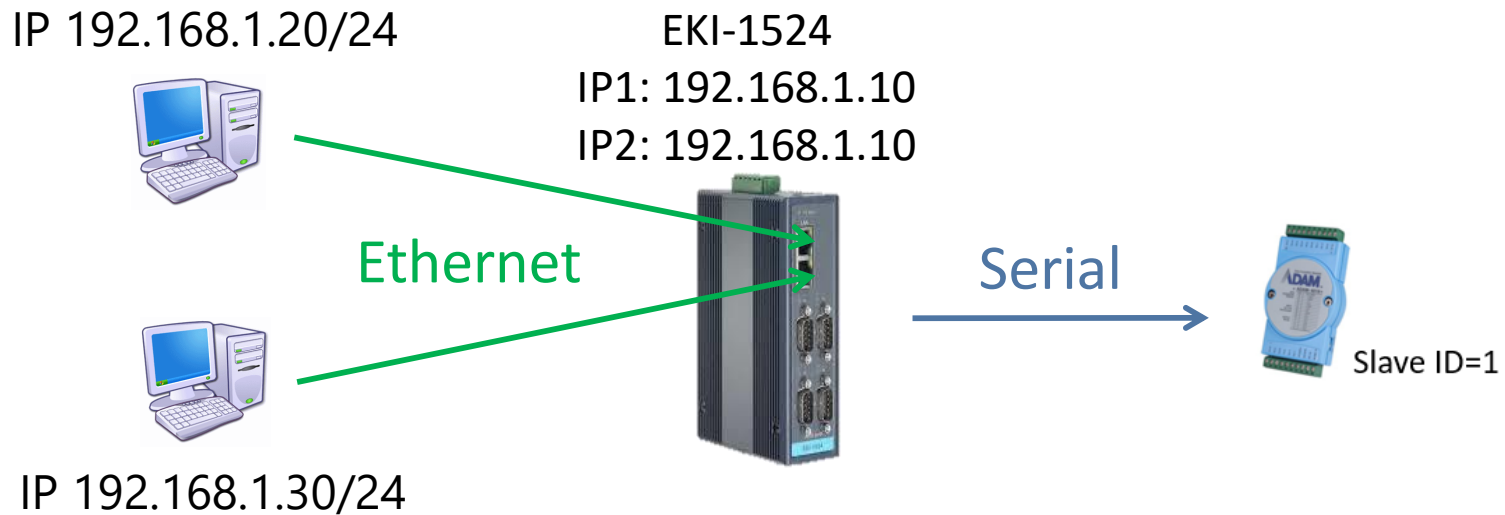 IP 192.168.1.20/24
EKI-1524
IP1: 192.168.1.10
IP2: 192.168.1.10
Ethernet
Serial
ADAM
Slave ID=1
IP 192.168.1.30/24